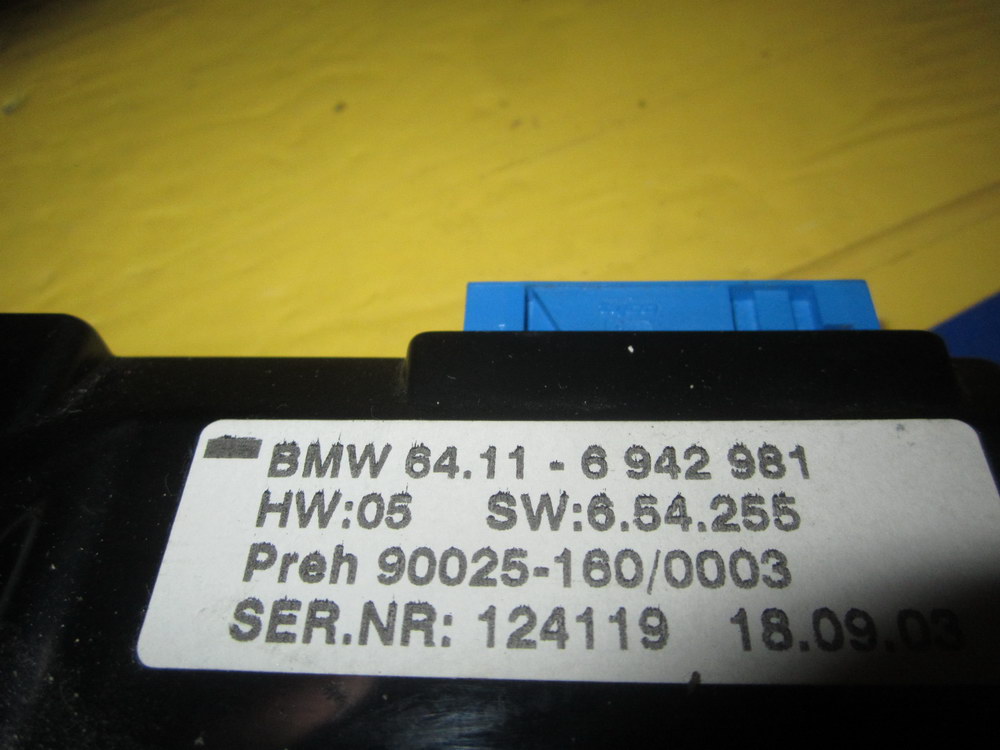 BMW 64.11 - 6 942 981
HW:05 SW:6.54.255
Preh 90025-160/0003
SER.NR: 124119 18.09.03